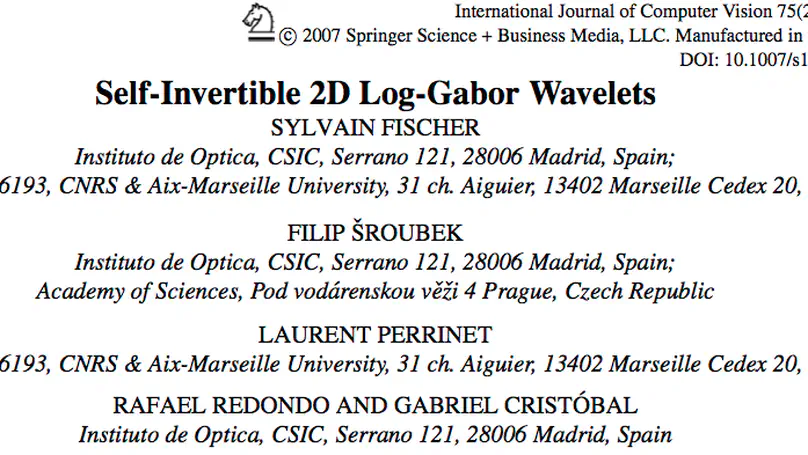 International Journal of Computer Vision 75(2
© 2007 Springer Science + Business Media, LLC. Manufactured in
DOI: 10.1007/s1
Self-Invertible 2D Log-Gabor Wavelets
SYLVAIN FISCHER
Instituto de Optica, CSIC, Serrano 121, 28006 Madrid, Spain;
6193, CNRS & Aix-Marseille University, 31 ch. Aiguier, 13402 Marseille Cedex 20,
FILIP ŠROUBEK
Instituto de Optica, CSIC, Serrano 121, 28006 Madrid, Spain;
Academy of Sciences, Pod vodárenskou věži 4 Prague, Czech Republic
LAURENT PERRINET
6193, CNRS & Aix-Marseille University, 31 ch. Aiguier, 13402 Marseille Cedex 20,
RAFAEL REDONDO AND GABRIEL CRISTÓBAL
Instituto de Optica, CSIC, Serrano 121, 28006 Madrid, Spain